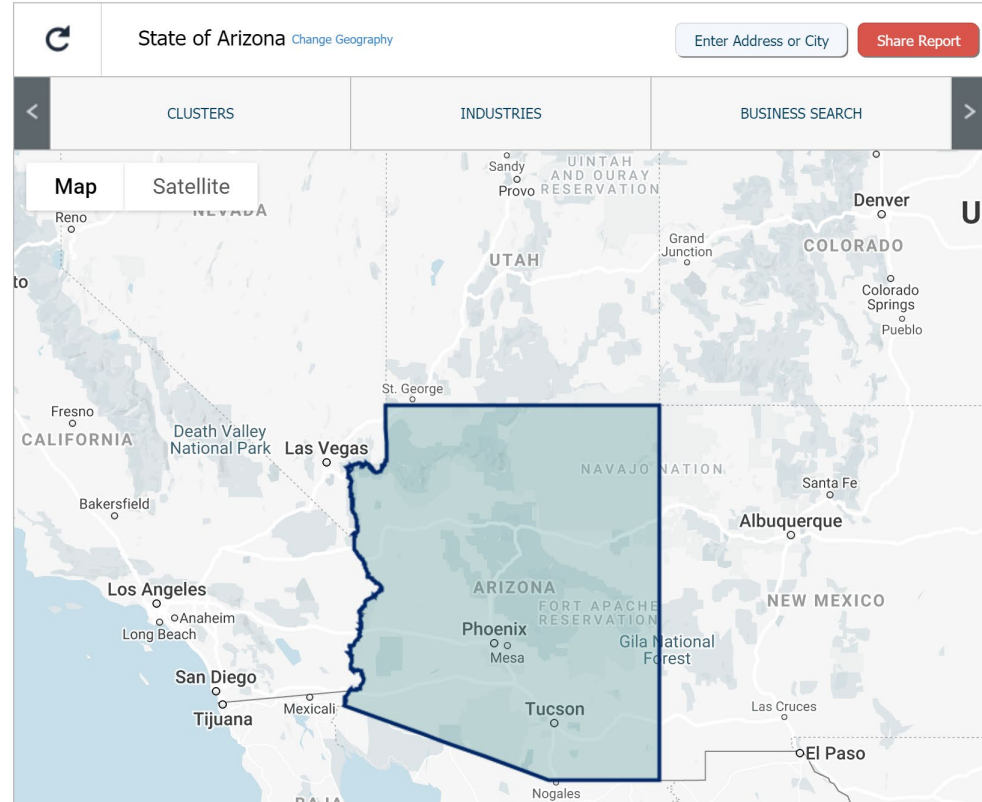 State of Arizona Change Geography
Enter Address or City
Share Report
<
CLUSTERS
INDUSTRIES
BUSINESS SEARCH
>
Map
Satellite
NEVADA
Reno
to
Sandy
Provo
UINTAH
AND OURAY
RESERVATION
Denver
U
UTAH
Grand
Junction
COLORADO
Colorado
Springs
Pueblo
St. George
Fresno
CALIFORNIA
Death Valley
National Park
Las Vegas
NAVAJO NATION
Santa Fe
Bakersfield
Albuquerque
Los Angeles
Anaheim
Long Beach
ARIZONA
FORT APACHE
RESERVATION
NEW MEXICO
Phoenix
Mesa
Gila National
Forest
San Diego
Tijuana
Mexicali
Tucson
Las Cruces
El Paso
Nogales
BAJA